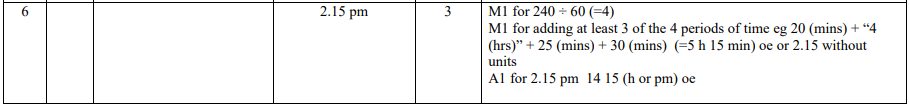 6 2.15 pm 3 M1 for 240 ÷ 60 (=4)
M1 for adding at least 3 of the 4 periods of time eg 20 (mins) + “4
(hrs)” + 25 (mins) + 30 (mins)  (=5 h 15 min) oe or 2.15 without
units
A1 for 2.15 pm  14 15 (h or pm) oe